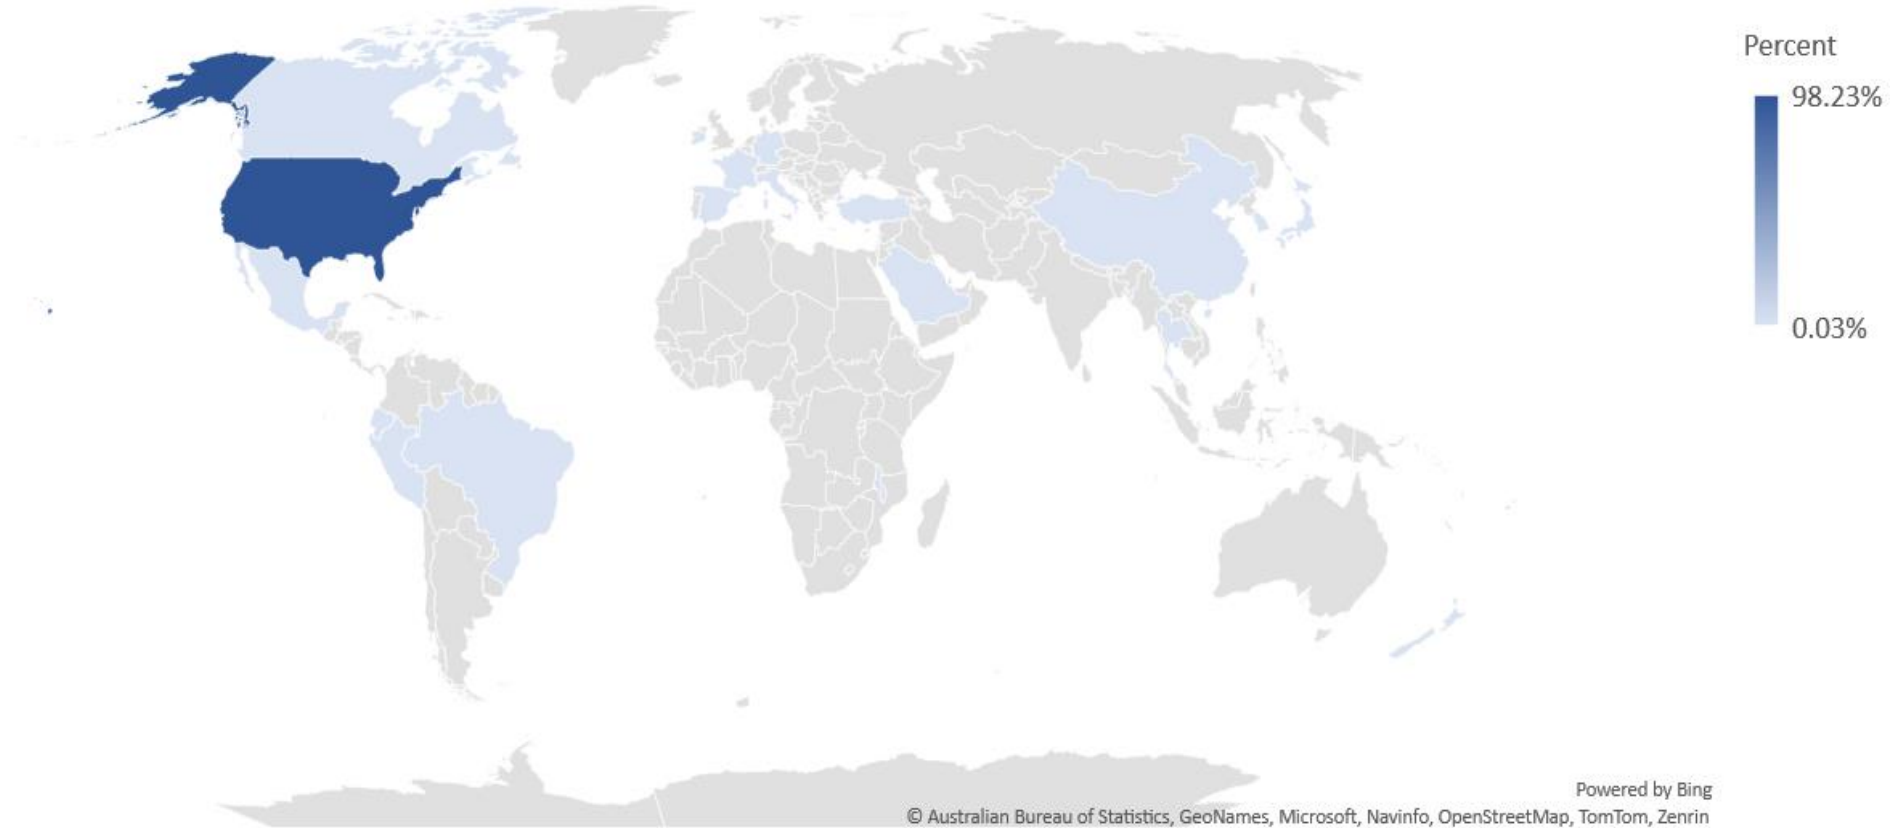 Percent
98.23%
0.03%
Powered by Bing
© Australian Bureau of Statistics, GeoNames, Microsoft, Navinfo, OpenStreetMap, TomTom, Zenrin